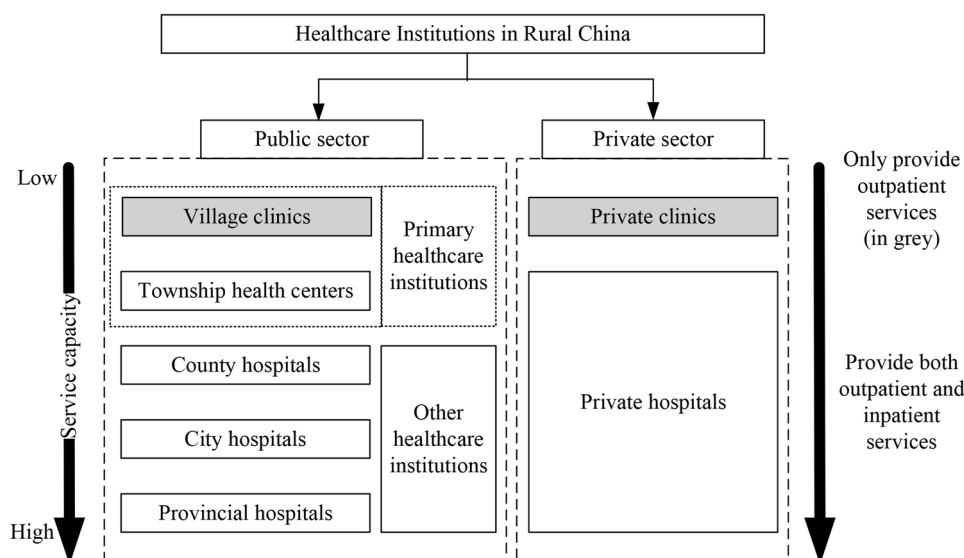 Healthcare Institutions in Rural China
Public sector
Private sector
Low
Service capacity
High
Village clinics
Township health centers
Primary
healthcare
institutions
County hospitals
City hospitals
Provincial hospitals
Other
healthcare
institutions
Private clinics
Private hospitals
Only provide
outpatient
services
(in grey)
Provide both
outpatient and
inpatient
services